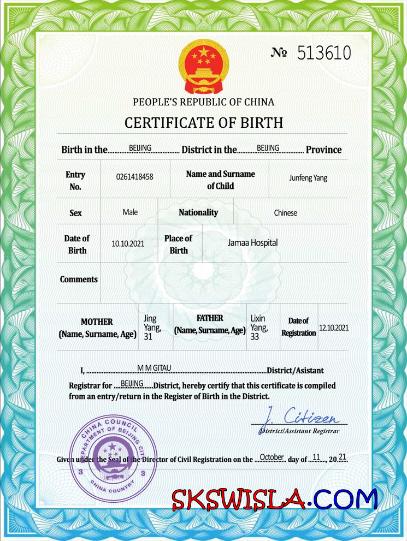 № 513610
PEOPLE'S REPUBLIC OF CHINA
CERTIFICATE OF BIRTH
Birth in the BEIJING District in the BEIJING Province
Entry No. 0261418458 Name and Surname of Child Junfeng Yang
Sex Male Nationality Chinese
Date of Birth 10.10.2021 Place of Birth Jamaa Hospital
Comments
MOTHER (Name, Surname, Age) Jing Yang, 31 FATHER (Name, Surname, Age) Lixin Yang, 33 Date of Registration 12.10.2021
I, M M GITAU District/Asistant
Registrar for BEIJING District, hereby certify that this certificate is compiled
from an entry/return in the Register of Birth in the District.
J. Citizen
District/Assistant Registrar
CHINA COUNCIL
DEPARTMENT OF BEIJING CITY
3 3
CHINA COUNTRY
Given under the Seal of the Director of Civil Registration on the October, day of 11, 2021
SKSWISLA.COM